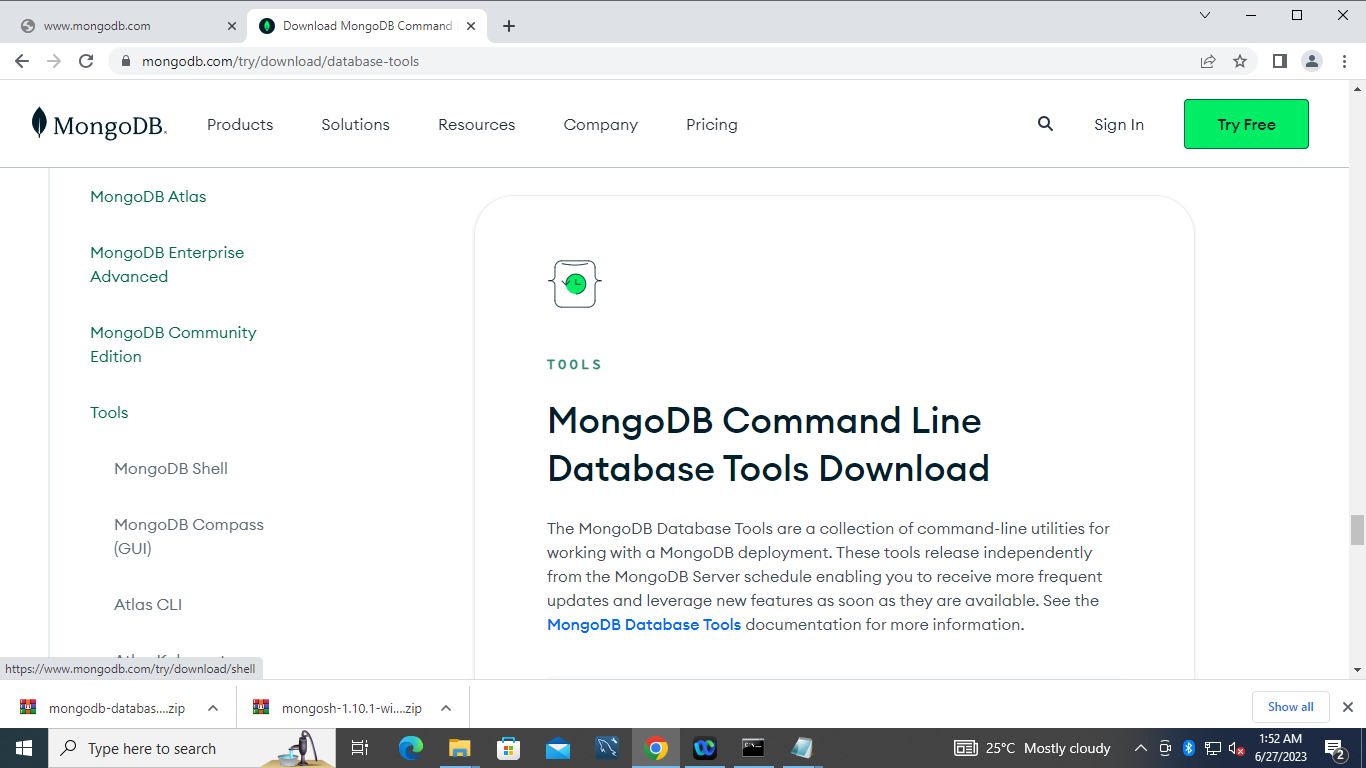 www.mongodb.com
Download MongoDB Command
mongodb.com/try/download/database-tools
MongoDB.
Products
Solutions
Resources
Company
Pricing
Sign In
Try Free
MongoDB Atlas
MongoDB Enterprise
Advanced
MongoDB Community
Edition
Tools
MongoDB Shell
MongoDB Compass
(GUI)
Atlas CLI
https://www.mongodb.com/try/download/shell
TOOLS
MongoDB Command Line
Database Tools Download
The MongoDB Database Tools are a collection of command-line utilities for
working with a MongoDB deployment. These tools release independently
from the MongoDB Server schedule enabling you to receive more frequent
updates and leverage new features as soon as they are available. See the
MongoDB Database Tools documentation for more information.
mongodb-databas....zip
mongosh-1.10.1-wi....zip
Show all
Type here to search
25°C Mostly cloudy
1:52 AM
6/27/2023
2